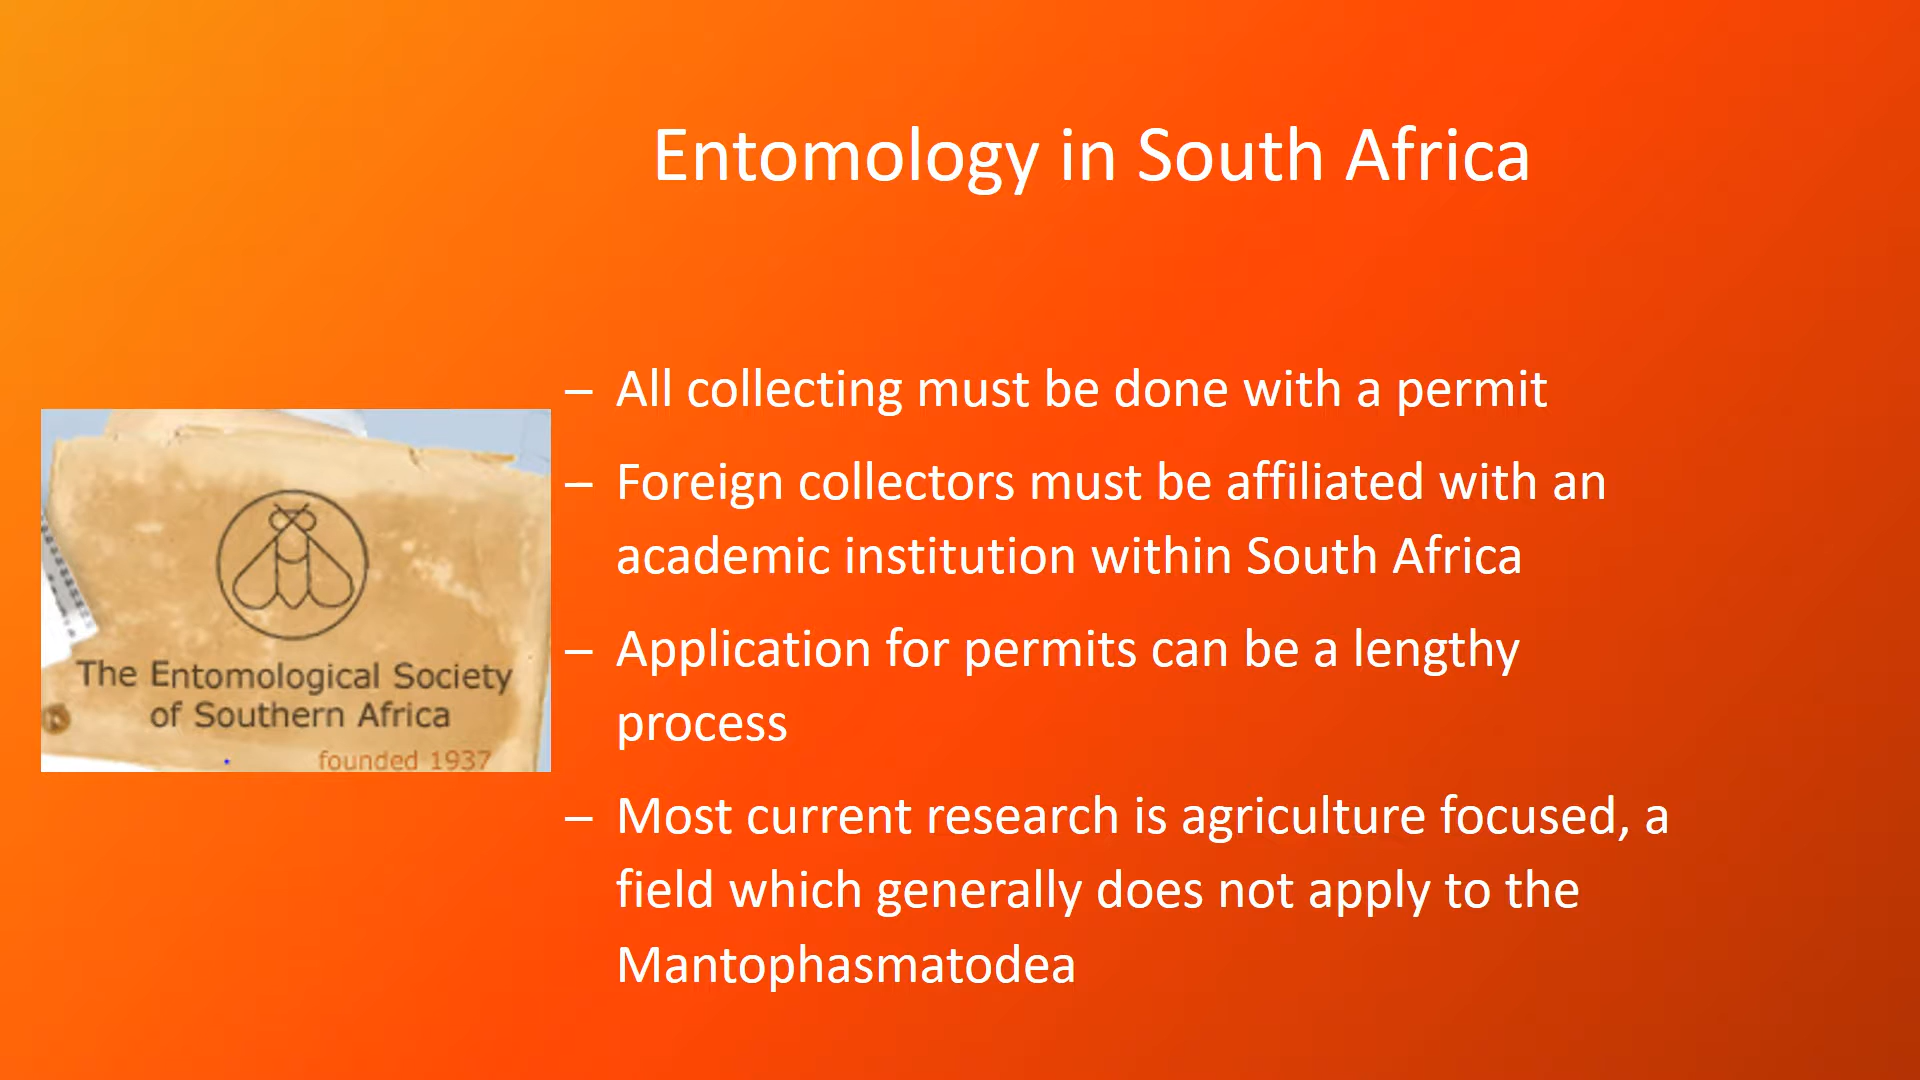 Entomology in South Africa
– All collecting must be done with a permit
– Foreign collectors must be affiliated with an
academic institution within South Africa
– Application for permits can be a lengthy
process
– Most current research is agriculture focused, a
field which generally does not apply to the
Mantophasmatodea
The Entomological Society
of Southern Africa
founded 1937